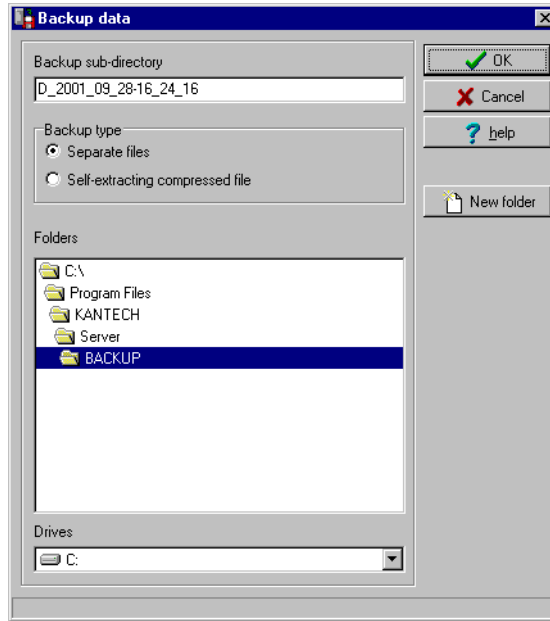 Backup data
Backup sub-directory
D_2001_09_28-16_24_16
Backup type
Separate files
Self-extracting compressed file
Folders
C:\
Program Files
KANTECH
Server
BACKUP
Drives
C:
OK
Cancel
help
New folder